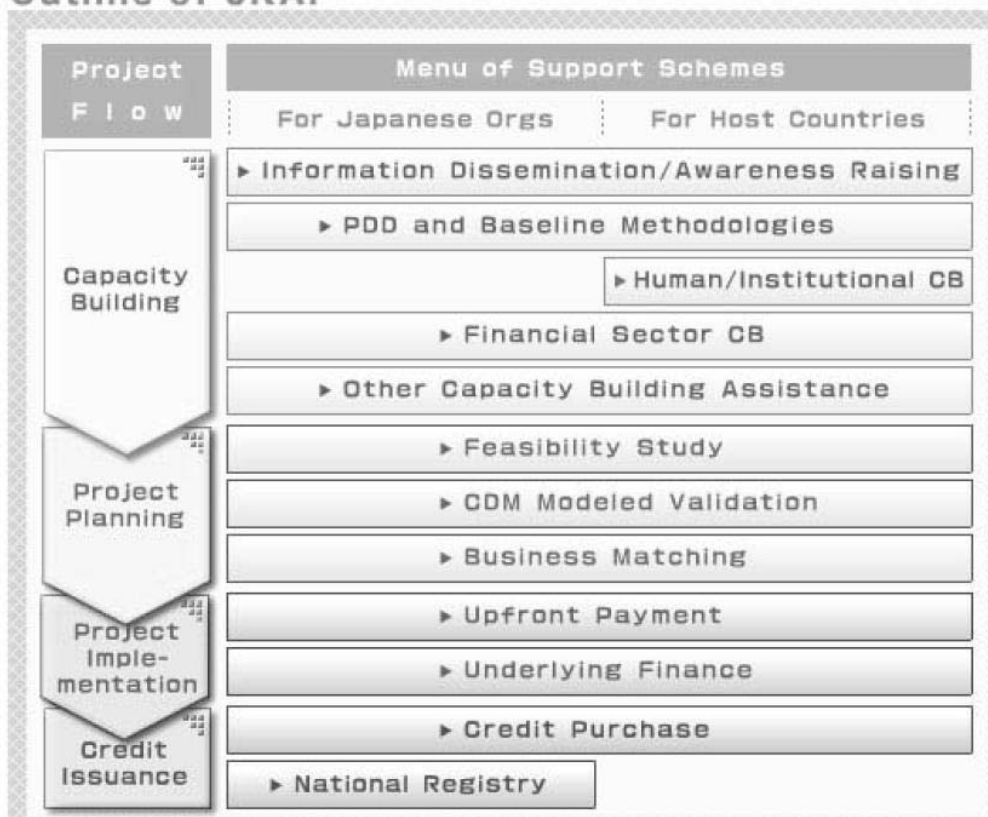 Project
Flow
Menu of Support Schemes
For Japanese Orgs
For Host Countries
Capacity
Building
▸ Information Dissemination/Awareness Raising
▸ PDD and Baseline Methodologies
▸ Human/Institutional CB
▸ Financial Sector CB
▸ Other Capacity Building Assistance
Project
Planning
▸ Feasibility Study
▸ CDM Modeled Validation
▸ Business Matching
Project
Imple-
mentation
▸ Upfront Payment
▸ Underlying Finance
Credit
Issuance
▸ Credit Purchase
▸ National Registry